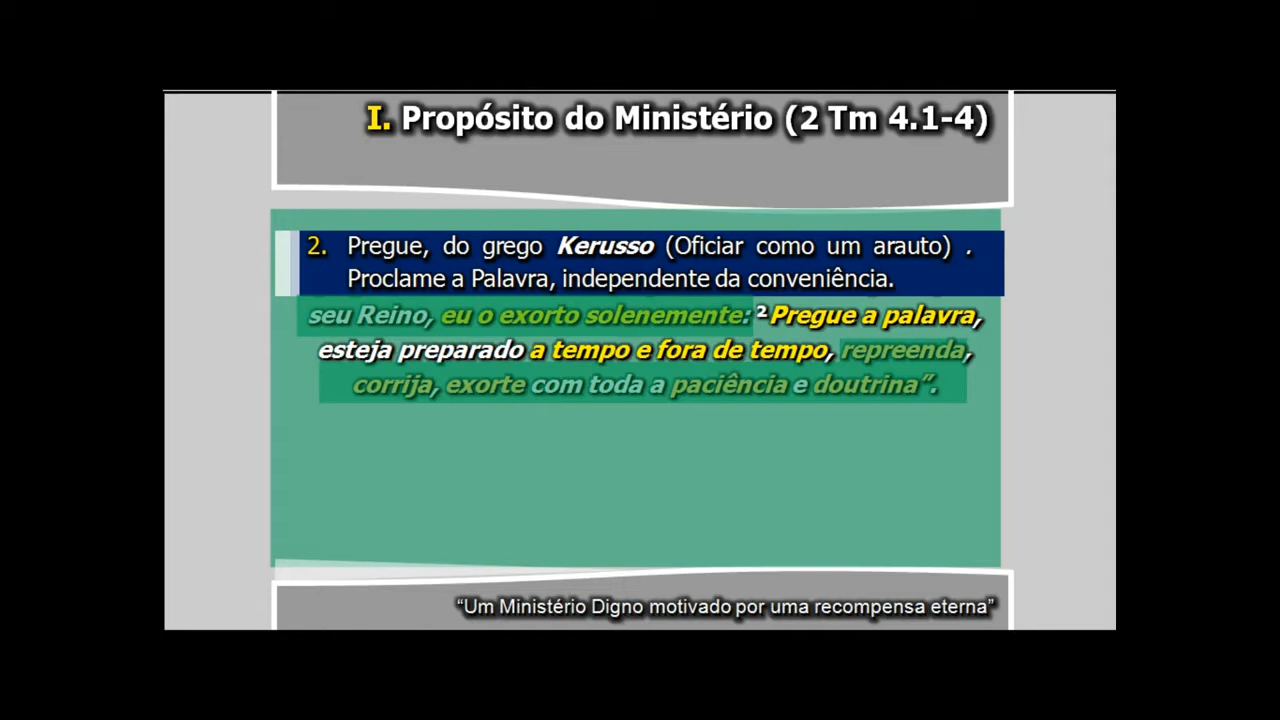 I. Propósito do Ministério (2 Tm 4.1-4)
2. Pregue, do grego Kerusso (Oficiar como um arauto) .
Proclame a Palavra, independente da conveniência.
seu Reino, eu o exorto solenemente: ²Pregue a palavra,
esteja preparado a tempo e fora de tempo, repreenda,
corrija, exorte com toda a paciência e doutrina”.
“Um Ministério Digno motivado por uma recompensa eterna”